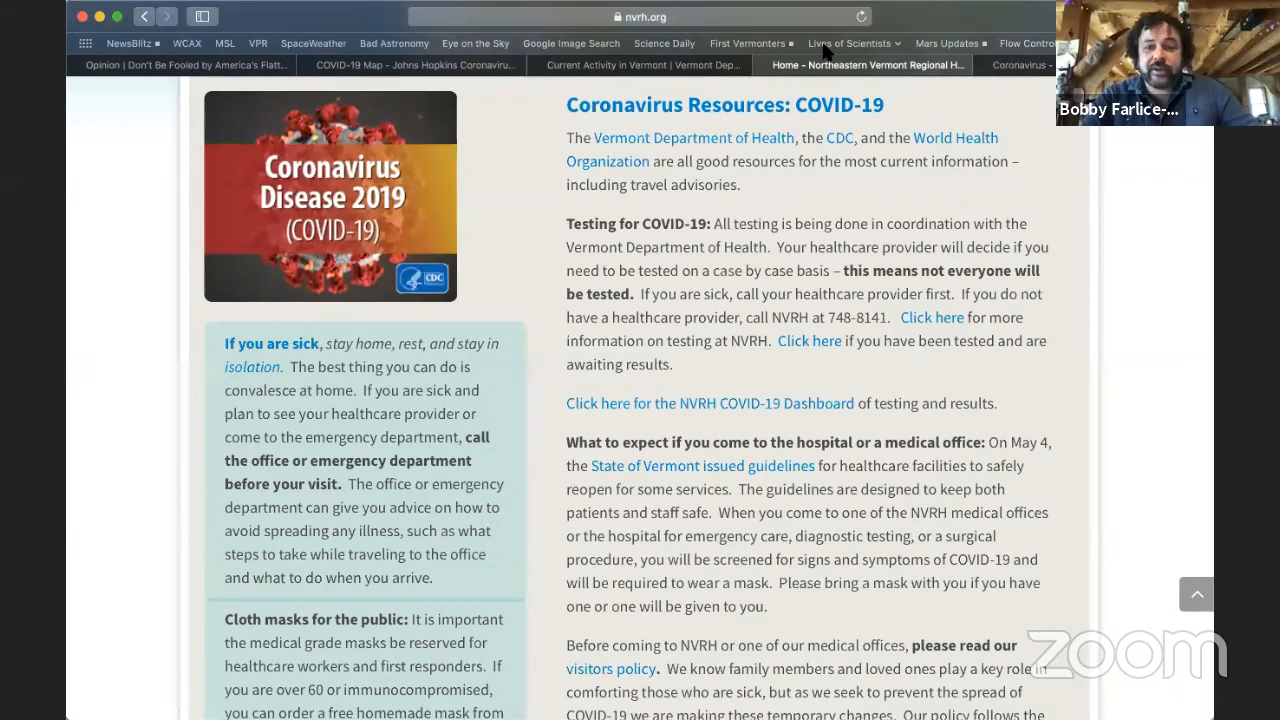 nvrh.org
NewsBlitz WCAX MSL VPR SpaceWeather Bad Astronomy Eye on the Sky Google Image Search Science Daily First Vermonters Lives of Scientists Mars Updates Flow Contro
Opinion | Don't Be Fooled by America's Flatt... COVID-19 Map - Johns Hopkins Coronaviru... Current Activity in Vermont | Vermont Dep... Home - Northeastern Vermont Regional H... Coronavirus -
Bobby Farlice-...
Coronavirus
Disease 2019
(COVID-19)
CDC
If you are sick, stay home, rest, and stay in
isolation. The best thing you can do is
convalesce at home. If you are sick and
plan to see your healthcare provider or
come to the emergency department, call
the office or emergency department
before your visit. The office or emergency
department can give you advice on how to
avoid spreading any illness, such as what
steps to take while traveling to the office
and what to do when you arrive.
Cloth masks for the public: It is important
the medical grade masks be reserved for
healthcare workers and first responders. If
you are over 60 or immunocompromised,
you can order a free homemade mask from
Coronavirus Resources: COVID-19
The Vermont Department of Health, the CDC, and the World Health
Organization are all good resources for the most current information –
including travel advisories.
Testing for COVID-19: All testing is being done in coordination with the
Vermont Department of Health. Your healthcare provider will decide if you
need to be tested on a case by case basis – this means not everyone will
be tested. If you are sick, call your healthcare provider first. If you do not
have a healthcare provider, call NVRH at 748-8141. Click here for more
information on testing at NVRH. Click here if you have been tested and are
awaiting results.
Click here for the NVRH COVID-19 Dashboard of testing and results.
What to expect if you come to the hospital or a medical office: On May 4,
the State of Vermont issued guidelines for healthcare facilities to safely
reopen for some services. The guidelines are designed to keep both
patients and staff safe. When you come to one of the NVRH medical offices
or the hospital for emergency care, diagnostic testing, or a surgical
procedure, you will be screened for signs and symptoms of COVID-19 and
will be required to wear a mask. Please bring a mask with you if you have
one or one will be given to you.
Before coming to NVRH or one of our medical offices, please read our
visitors policy. We know family members and loved ones play a key role in
comforting those who are sick, but as we seek to prevent the spread of
COVID-19 we are making these temporary changes. Our policy follows the
zoom